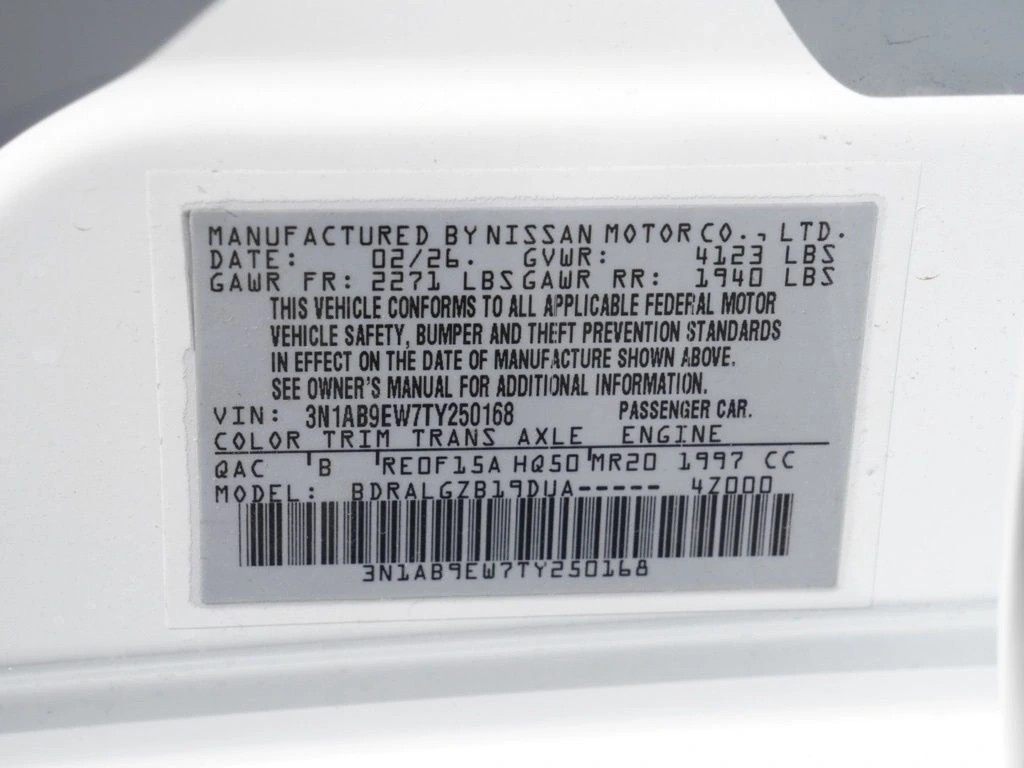 MANUFACTURED BY NISSAN MOTOR CO., LTD.
DATE: 02/26. GVWR: 4123 LBS
GAWR FR: 2271 LBS GAWR RR: 1940 LBS
THIS VEHICLE CONFORMS TO ALL APPLICABLE FEDERAL MOTOR
VEHICLE SAFETY, BUMPER AND THEFT PREVENTION STANDARDS
IN EFFECT ON THE DATE OF MANUFACTURE SHOWN ABOVE.
SEE OWNER'S MANUAL FOR ADDITIONAL INFORMATION.
VIN: 3N1AB9EW7TY250168 PASSENGER CAR.
COLOR TRIM TRANS AXLE ENGINE
QAC B RE0F15A HQ50 MR20 1997 CC
MODEL: BDRALGZB19DUA----- 4Z000
3N1AB9EW7TY250168